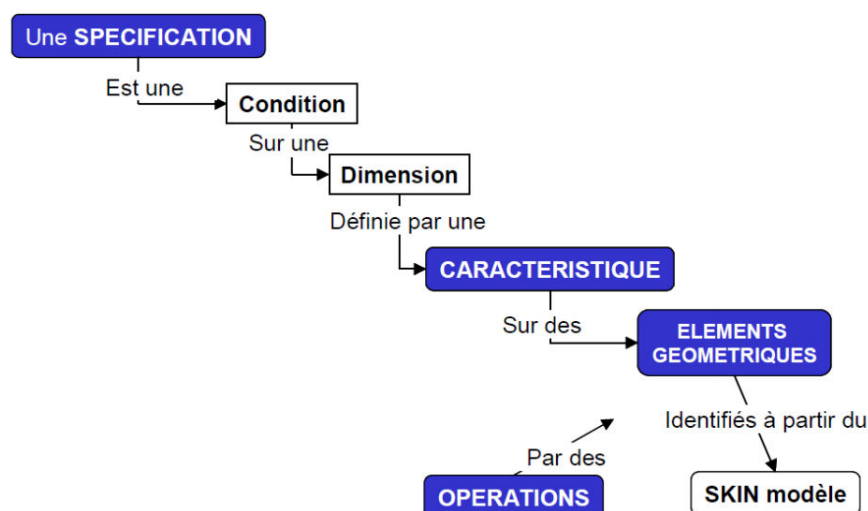 Une SPECIFICATION
Est une
Condition
Sur une
Dimension
Définie par une
CARACTERISTIQUE
Sur des
ELEMENTS
GEOMETRIQUES
Identifiés à partir du
Par des
OPERATIONS
SKIN modèle